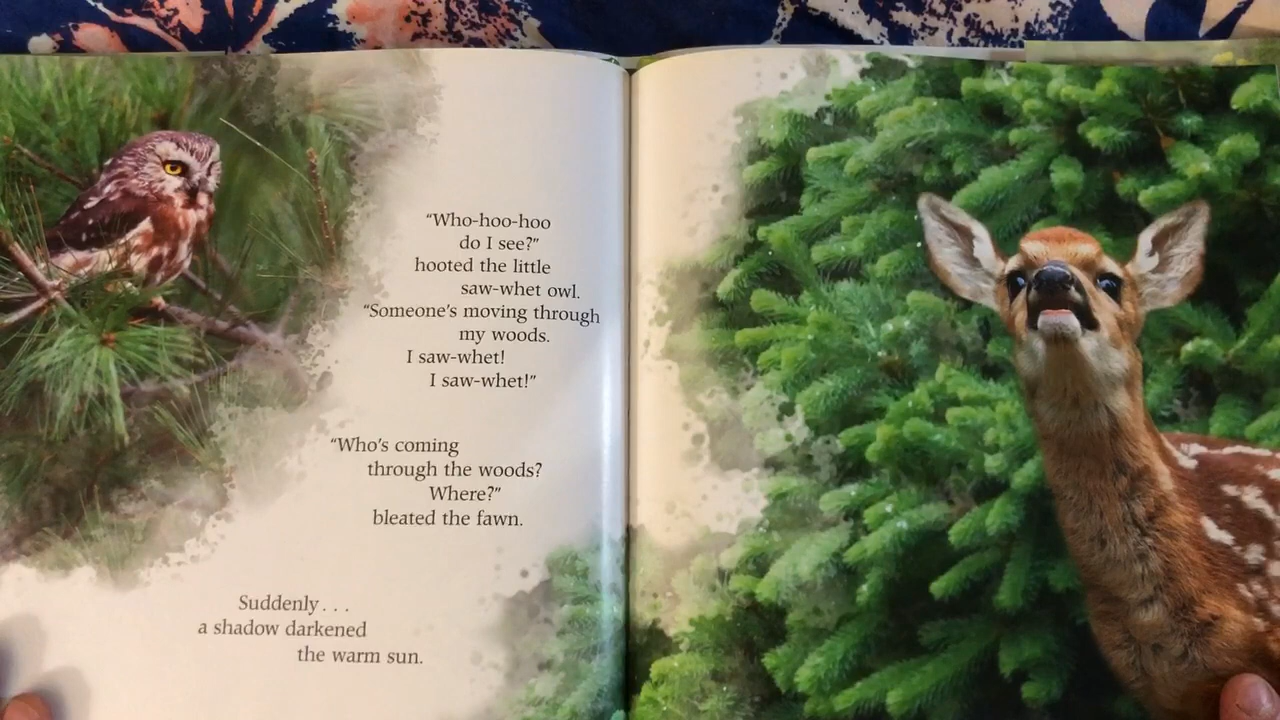 “Who-hoo-hoo
do I see?”
hooted the little
saw-whet owl.
“Someone’s moving through
my woods.
I saw-whet!
I saw-whet!”
“Who’s coming
through the woods?
Where?”
bleated the fawn.
Suddenly . . .
a shadow darkened
the warm sun.